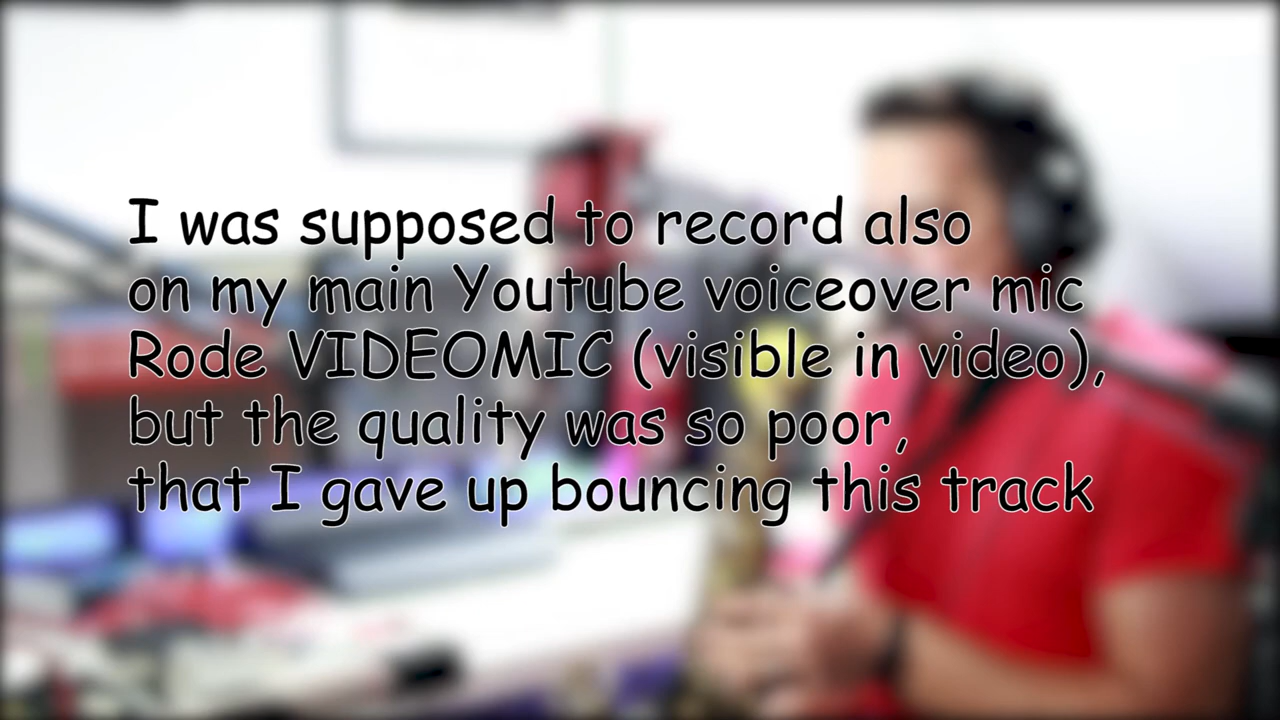 I was supposed to record also
on my main Youtube voiceover mic
Rode VIDEOMIC (visible in video),
but the quality was so poor,
that I gave up bouncing this track